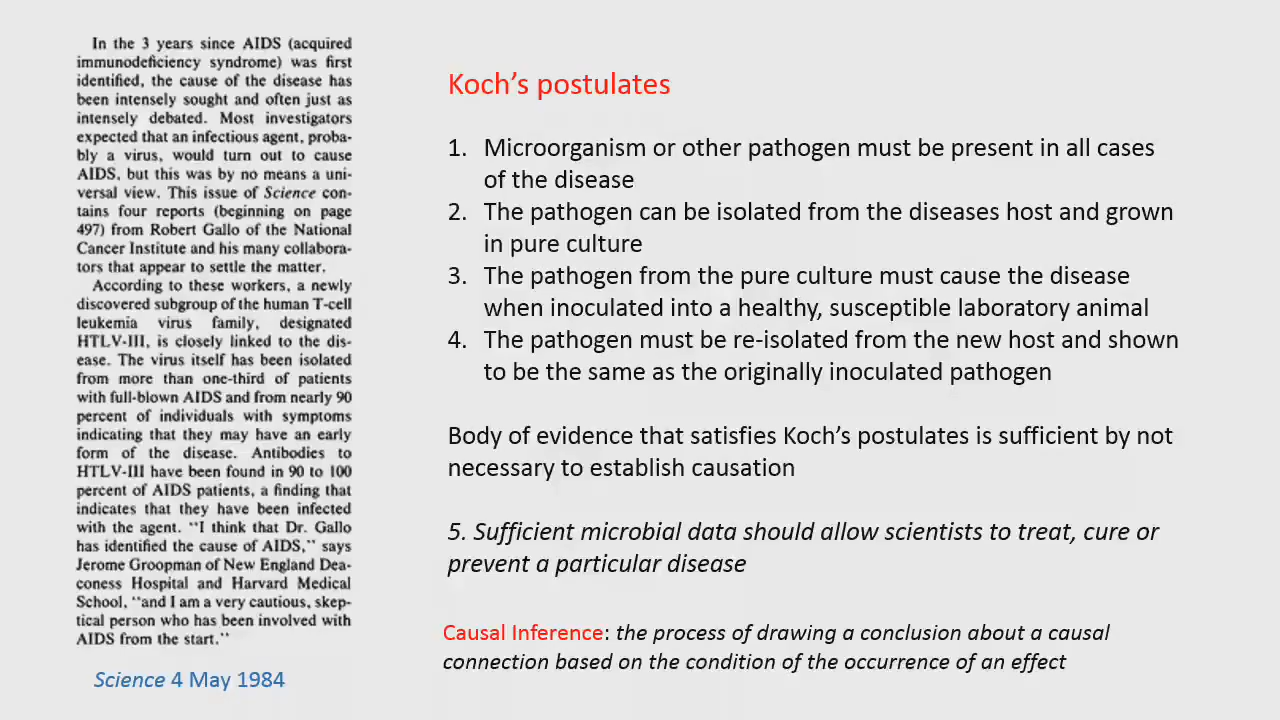 In the 3 years since AIDS (acquired
immunodeficiency syndrome) was first
identified, the cause of the disease has
been intensely sought and often just as
intensely debated. Most investigators
expected that an infectious agent, proba-
bly a virus, would turn out to cause
AIDS, but this was by no means a uni-
versal view. This issue of Science con-
tains four reports (beginning on page
497) from Robert Gallo of the National
Cancer Institute and his many collabora-
tors that appear to settle the matter.
According to these workers, a newly
discovered subgroup of the human T-cell
leukemia virus family, designated
HTLV-III, is closely linked to the dis-
ease. The virus itself has been isolated
from more than one-third of patients
with full-blown AIDS and from nearly 90
percent of individuals with symptoms
indicating that they may have an early
form of the disease. Antibodies to
HTLV-III have been found in 90 to 100
percent of AIDS patients, a finding that
indicates that they have been infected
with the agent. "I think that Dr. Gallo
has identified the cause of AIDS," says
Jerome Groopman of New England Dea-
coness Hospital and Harvard Medical
School, "and I am a very cautious, skep-
tical person who has been involved with
AIDS from the start."
Science 4 May 1984
Koch's postulates
1. Microorganism or other pathogen must be present in all cases
of the disease
2. The pathogen can be isolated from the diseases host and grown
in pure culture
3. The pathogen from the pure culture must cause the disease
when inoculated into a healthy, susceptible laboratory animal
4. The pathogen must be re-isolated from the new host and shown
to be the same as the originally inoculated pathogen
Body of evidence that satisfies Koch's postulates is sufficient by not
necessary to establish causation
5. Sufficient microbial data should allow scientists to treat, cure or
prevent a particular disease
Causal Inference: the process of drawing a conclusion about a causal
connection based on the condition of the occurrence of an effect